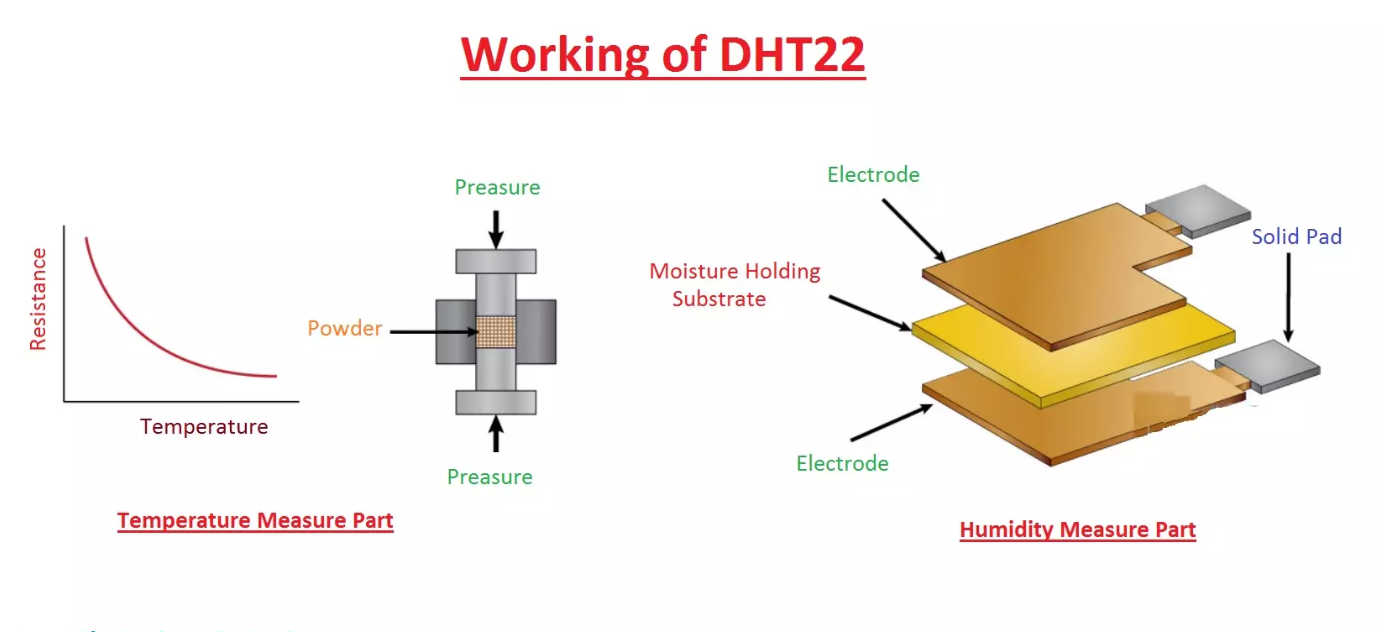 Working of DHT22
Preasure
Resistance
Powder
Temperature
Preasure
Temperature Measure Part
Electrode
Solid Pad
Moisture Holding
Substrate
Electrode
Humidity Measure Part